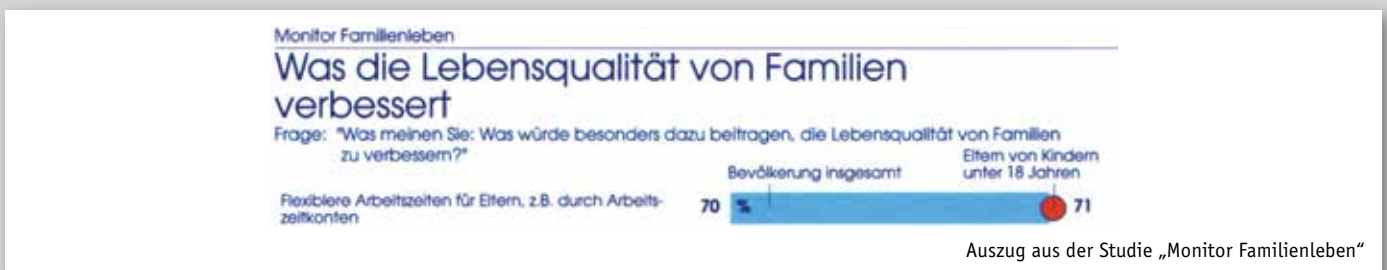 Monitor Familienleben
Was die Lebensqualität von Familien
verbessert
Frage: "Was meinen Sie: Was würde besonders dazu beitragen, die Lebensqualität von Familien
zu verbessern?"
Bevölkerung insgesamt
Eltern von Kindern
unter 18 Jahren
Flexiblere Arbeitszeiten für Eltern, z.B. durch Arbeits-
zeitkonten
70 %
71
Auszug aus der Studie „Monitor Familienleben“